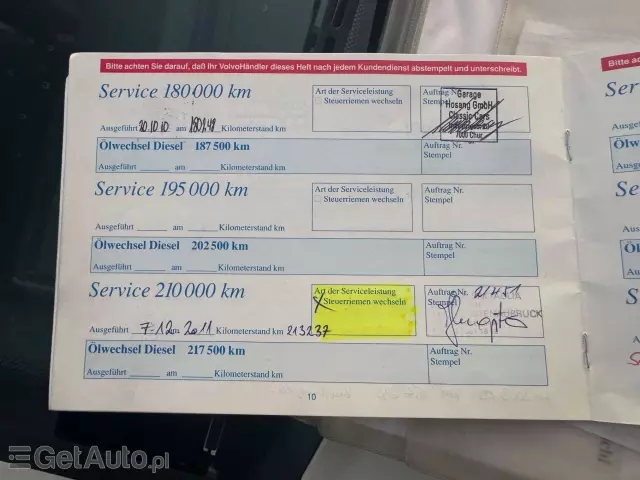 Bitte achten Sie darauf, daß Ihr VolvoHändler dieses Heft nach jedem Kundendienst abstempelt und unterschreibt.
Bitte a
Service 180 000 km
Art der Serviceleistung
Steuerriemen wechseln
Auftrag Nr.
Stempel
Garage
Hosang GmbH
Classic Cars
7000 Chur
Ausgeführt 20.10.10 am Kilometerstand km
Ölwechsel Diesel 187 500 km
Ausgeführt am Kilometerstand km
Auftrag Nr.
Stempel
Service 195 000 km
Art der Serviceleistung
Steuerriemen wechseln
Auftrag Nr.
Stempel
Ausgeführt am Kilometerstand km
Ölwechsel Diesel 202 500 km
Ausgeführt am Kilometerstand km
Auftrag Nr.
Stempel
Service 210 000 km
Art der Serviceleistung
X Steuerriemen wechseln
Auftrag Nr. 21451
Stempel
Ausgeführt 7.12. am 2011 Kilometerstand km 213237
Ölwechsel Diesel 217 500 km
Ausgeführt am Kilometerstand km
Auftrag Nr.
Stempel
10
GetAuto.pl